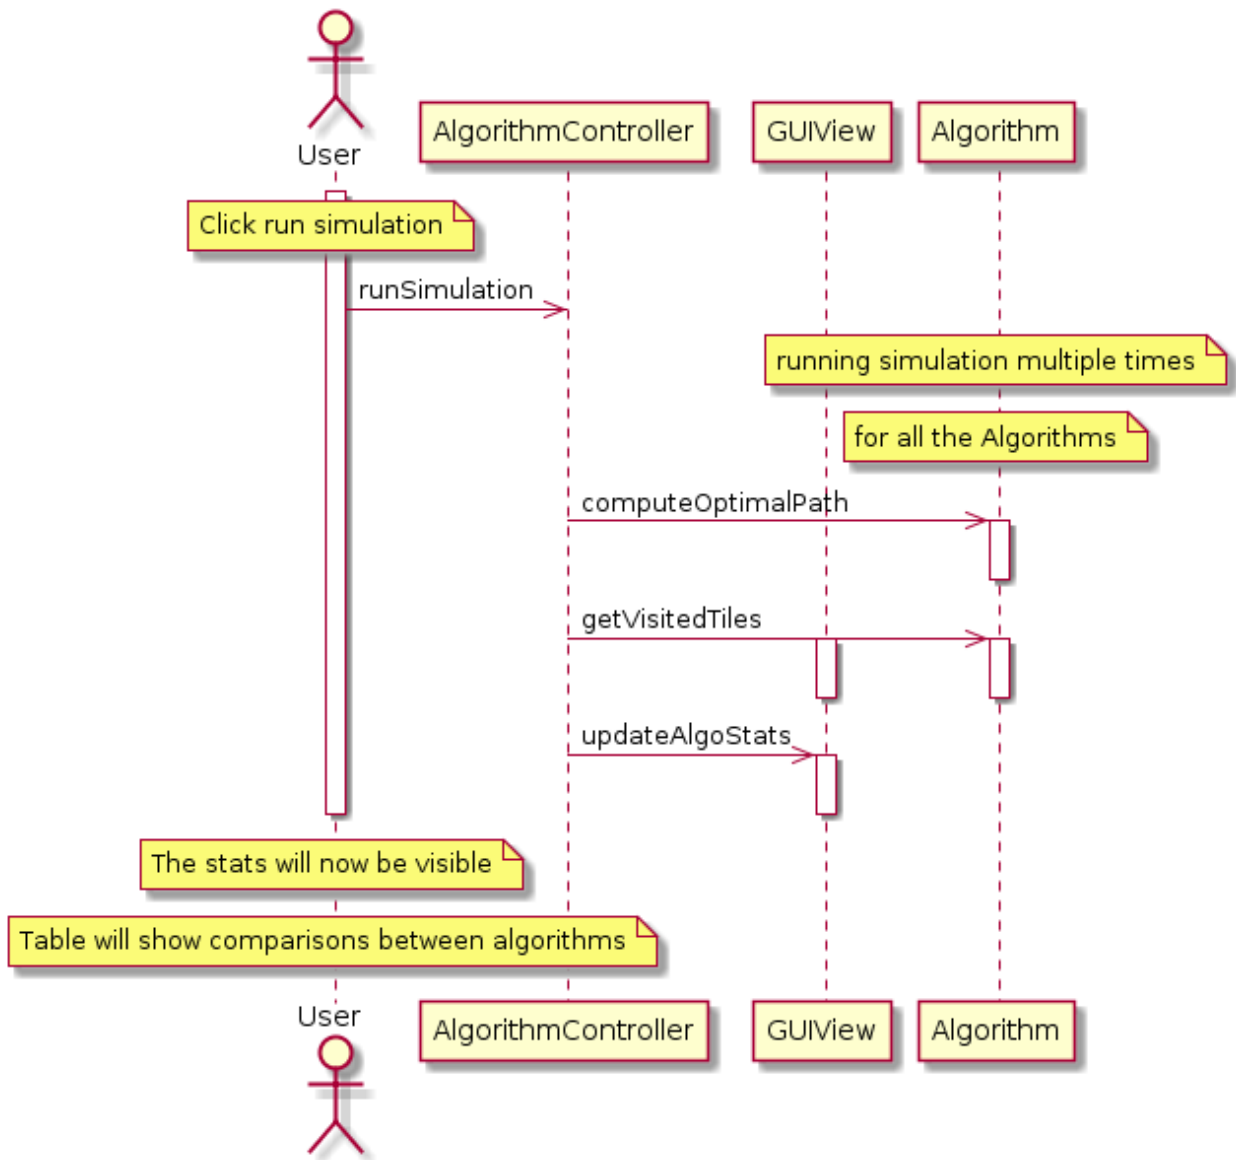 User
AlgorithmController
GUIView
Algorithm
Click run simulation
runSimulation
running simulation multiple times
for all the Algorithms
computeOptimalPath
getVisitedTiles
updateAlgoStats
The stats will now be visible
Table will show comparisons between algorithms
User
AlgorithmController
GUIView
Algorithm